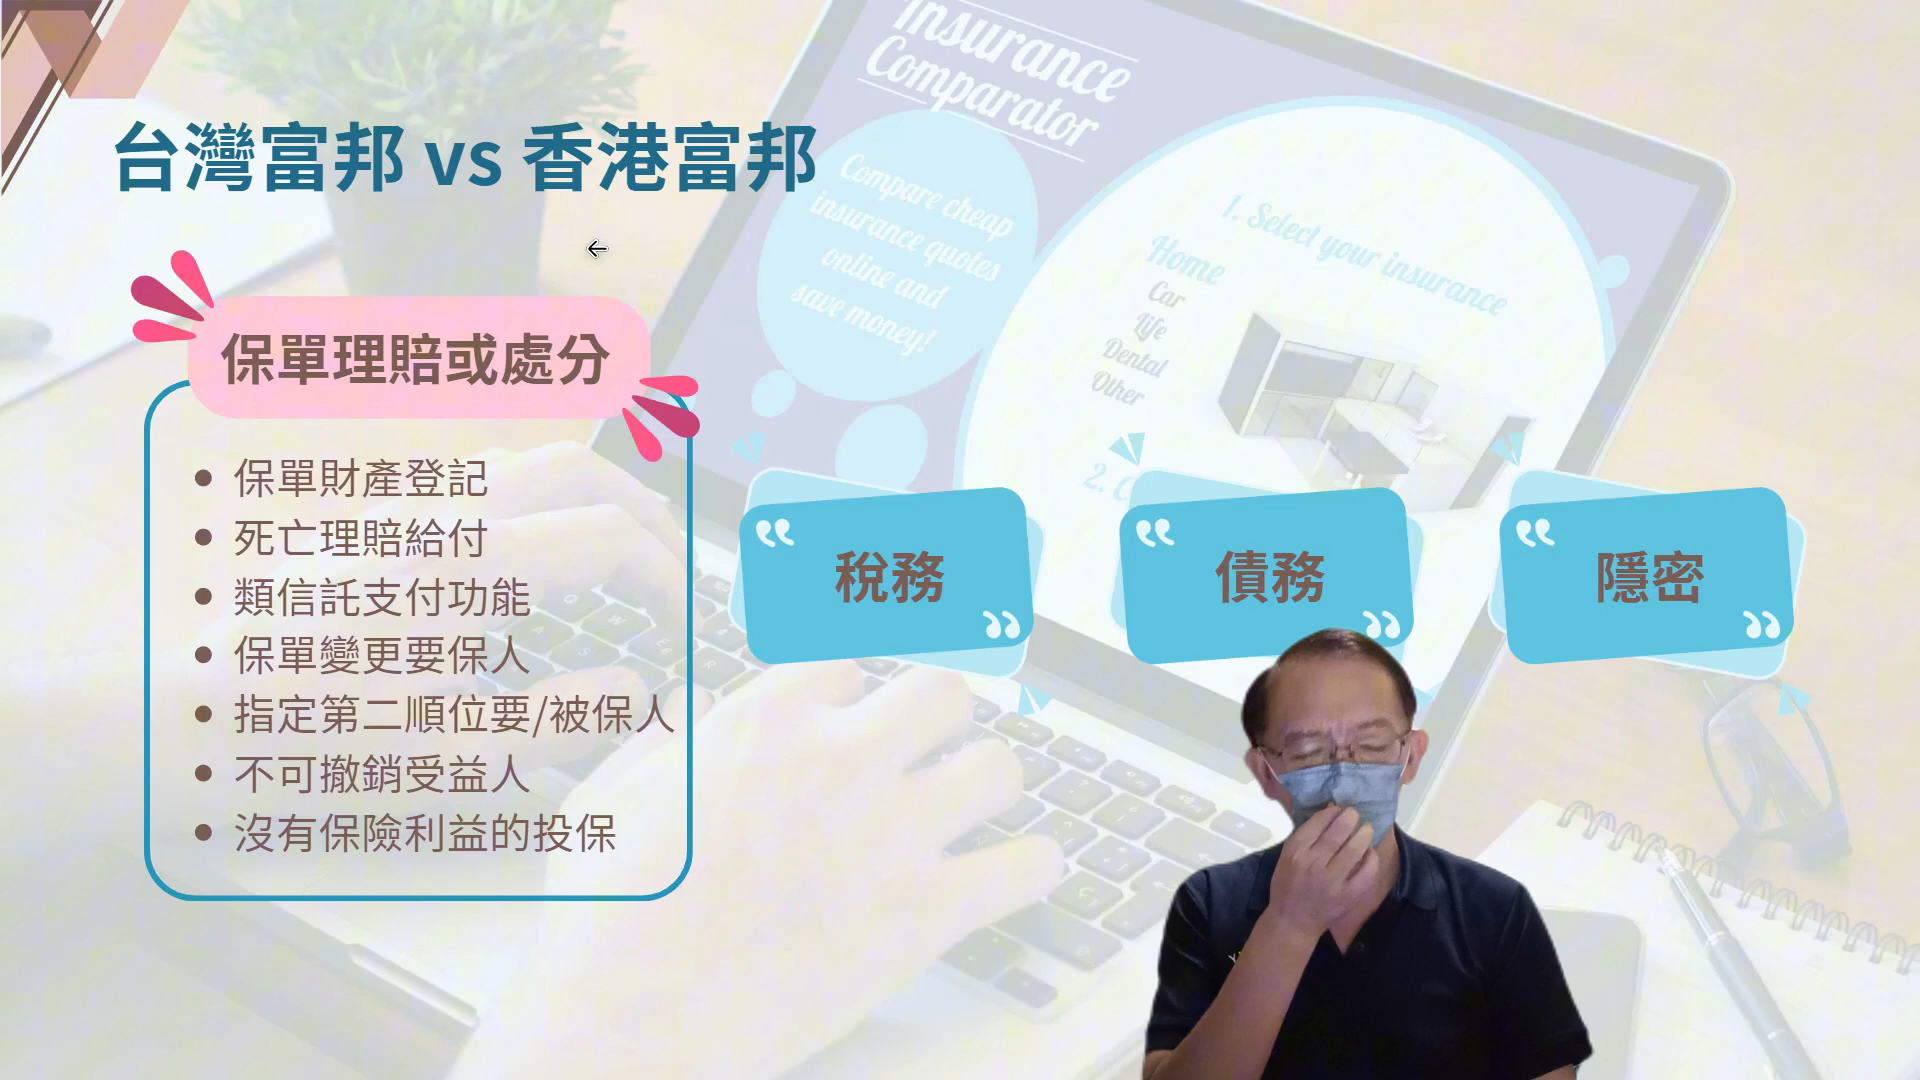 台灣富邦 vs 香港富邦
保單理賠或處分
保單財產登記
死亡理賠給付
類信託支付功能
保單變更要保人
指定第二順位要/被保人
不可撤銷受益人
沒有保險利益的投保
稅務
債務
隱密
Insurance
Comparator
Compare cheap
insurance quotes
online and
save money!
1. Select your insurance
Home
Car
Life
Dental
Other
2. C